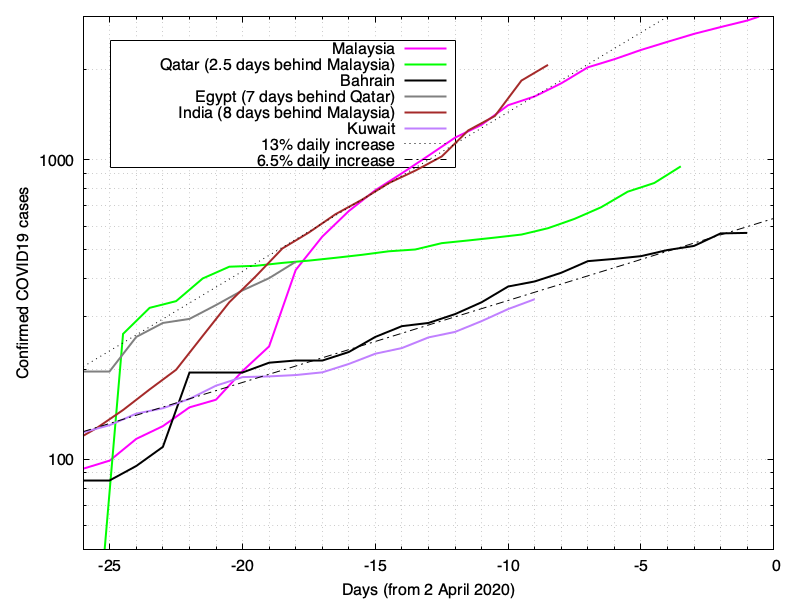 Malaysia
Qatar (2.5 days behind Malaysia)
Bahrain
Egypt (7 days behind Qatar)
India (8 days behind Malaysia)
Kuwait
13% daily increase
6.5% daily increase
1000
100
Confirmed COVID19 cases
-25 -20 -15 -10 -5 0
Days (from 2 April 2020)